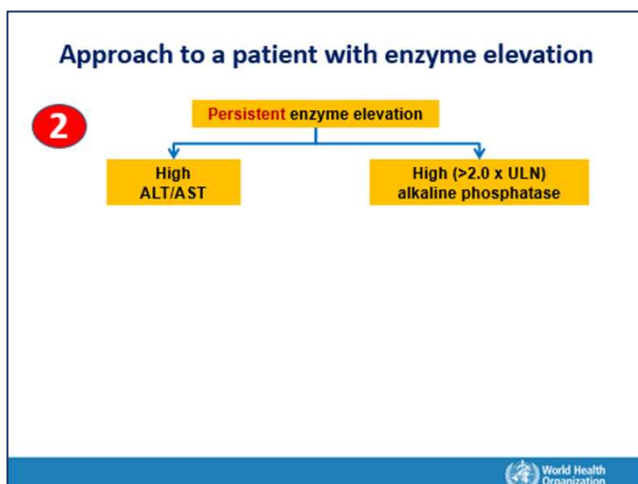 Approach to a patient with enzyme elevation
2
Persistent enzyme elevation
High
ALT/AST
High (>2.0 x ULN)
alkaline phosphatase
World Health
Organization